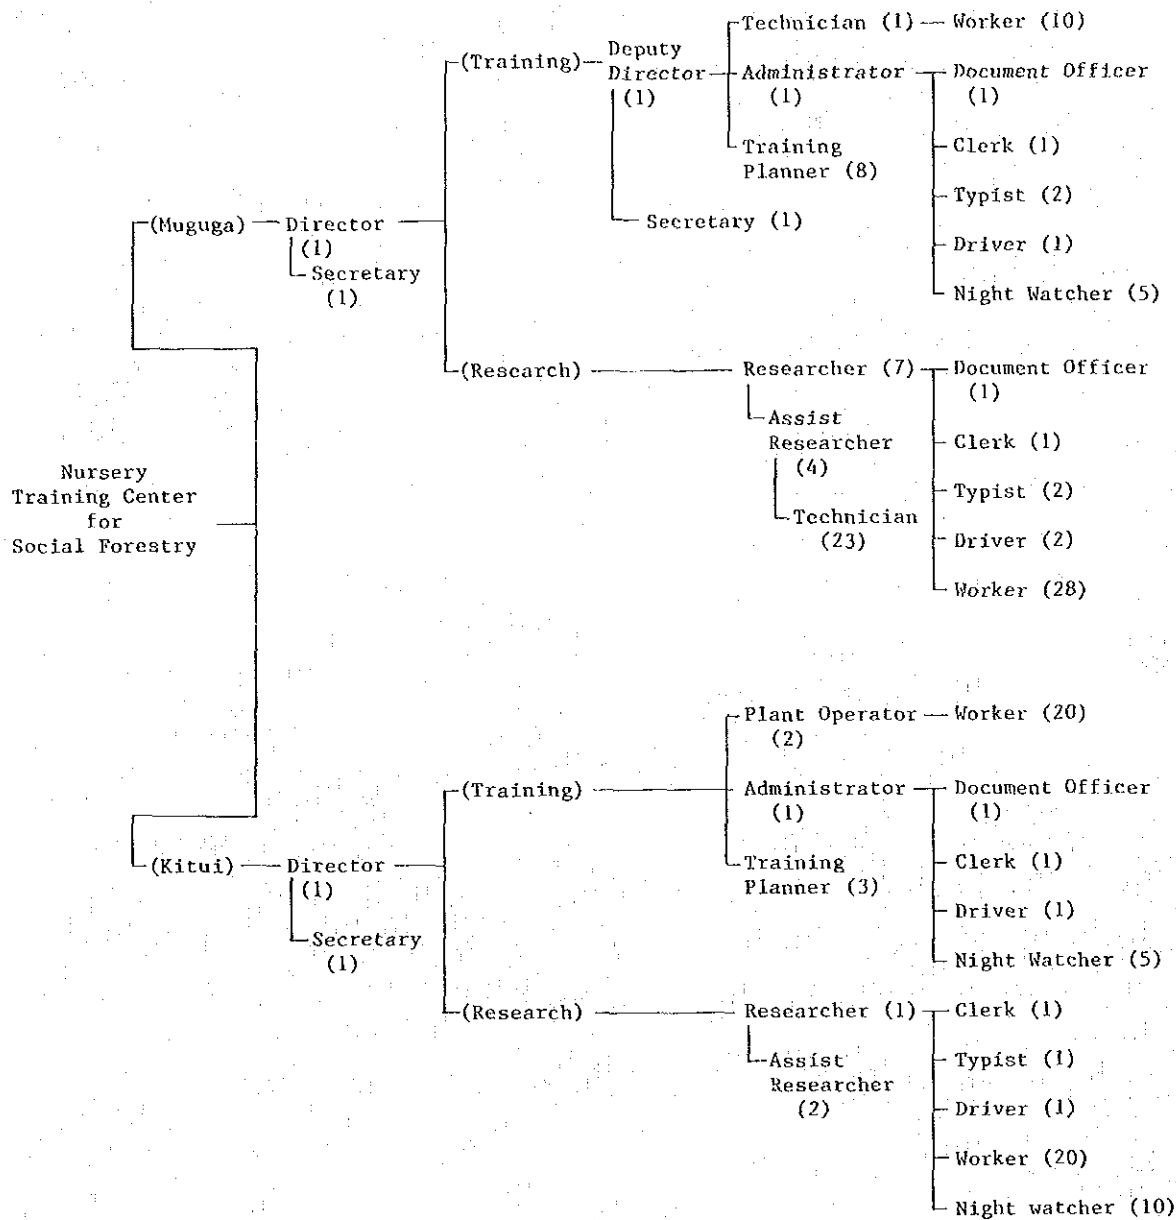 Technician (1) — Worker (10)
(Training) — Deputy
Director
(1)
Administrator
(1)
Document Officer
(1)
Training
Planner (8)
Clerk (1)
Typist (2)
Secretary (1)
Driver (1)
Night Watcher (5)
(Muguga) — Director
(1)
Secretary
(1)
(Research)
Researcher (7)
Document Officer
(1)
Assist
Researcher
(4)
Clerk (1)
Technician
(23)
Typist (2)
Driver (2)
Worker (28)
Nursery
Training Center
for
Social Forestry
Plant Operator — Worker (20)
(2)
(Training)
Administrator
(1)
Document Officer
(1)
Training
Planner (3)
Clerk (1)
Driver (1)
Night Watcher (5)
(Kitui) — Director
(1)
Secretary
(1)
(Research)
Researcher (1)
Clerk (1)
Assist
Researcher
(2)
Typist (1)
Driver (1)
Worker (20)
Night watcher (10)